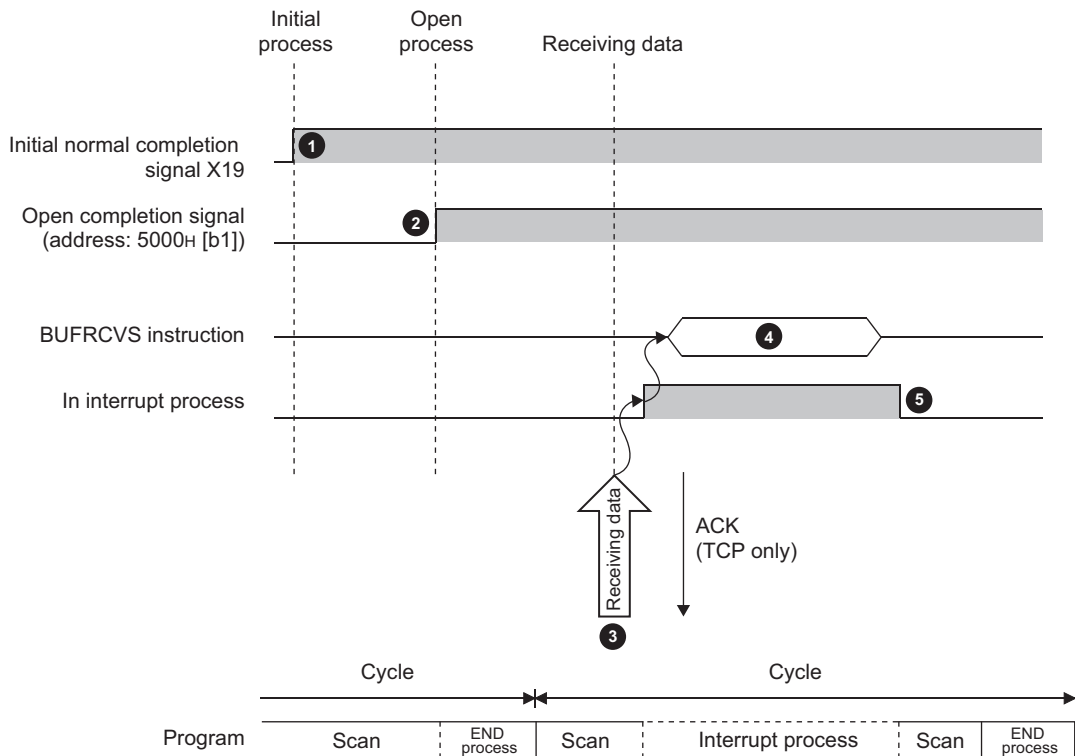 Initial
process
Open
process
Receiving data
Initial normal completion
signal X19
1
Open completion signal
(address: 5000H [b1])
2
BUFRCVS instruction
4
In interrupt process
5
Receiving data
ACK
(TCP only)
3
Cycle
Cycle
Program
Scan
END
process
Scan
Interrupt process
Scan
END
process